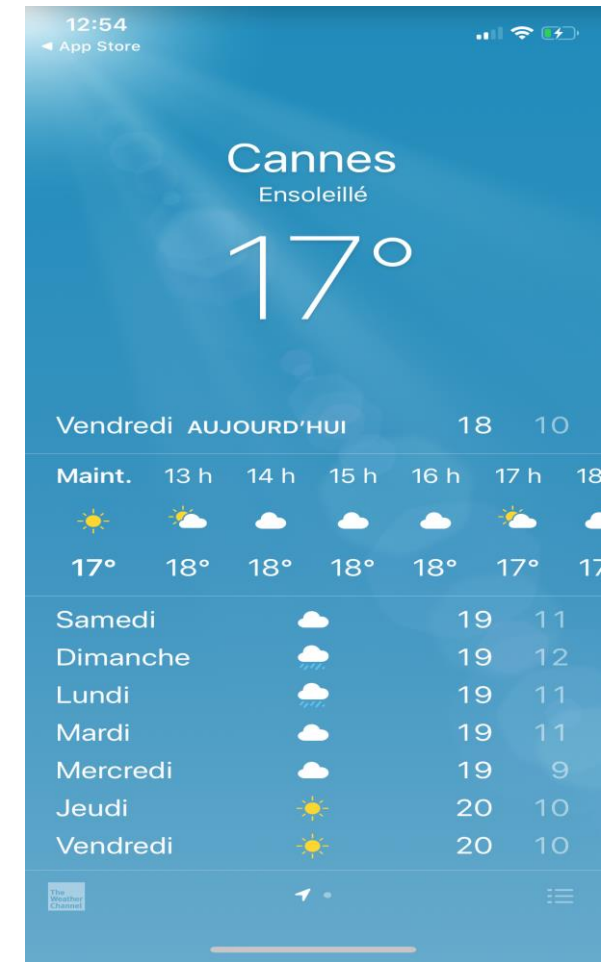 12:54
◀ App Store
Cannes
Ensoleillé
17°
Vendredi AUJOURD'HUI 18 10
Maint. 13 h 14 h 15 h 16 h 17 h 18
17° 18° 18° 18° 18° 17° 17
Samedi 19 11
Dimanche 19 12
Lundi 19 11
Mardi 19 11
Mercredi 19 9
Jeudi 20 10
Vendredi 20 10
The
Weather
Channel